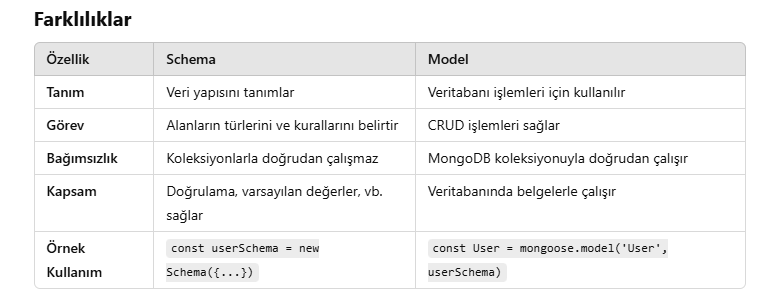 Farklılıklar
Özellik Schema Model
Tanım Veri yapısını tanımlar Veritabanı işlemleri için kullanılır
Görev Alanların türlerini ve kurallarını belirtir CRUD işlemleri sağlar
Bağımsızlık Koleksiyonlarla doğrudan çalışmaz MongoDB koleksiyonuyla doğrudan çalışır
Kapsam Doğrulama, varsayılan değerler, vb. Veritabanında belgelerle çalışır
sağlar
Örnek const userSchema = new const User = mongoose.model('User',
Kullanım Schema({...}) userSchema)